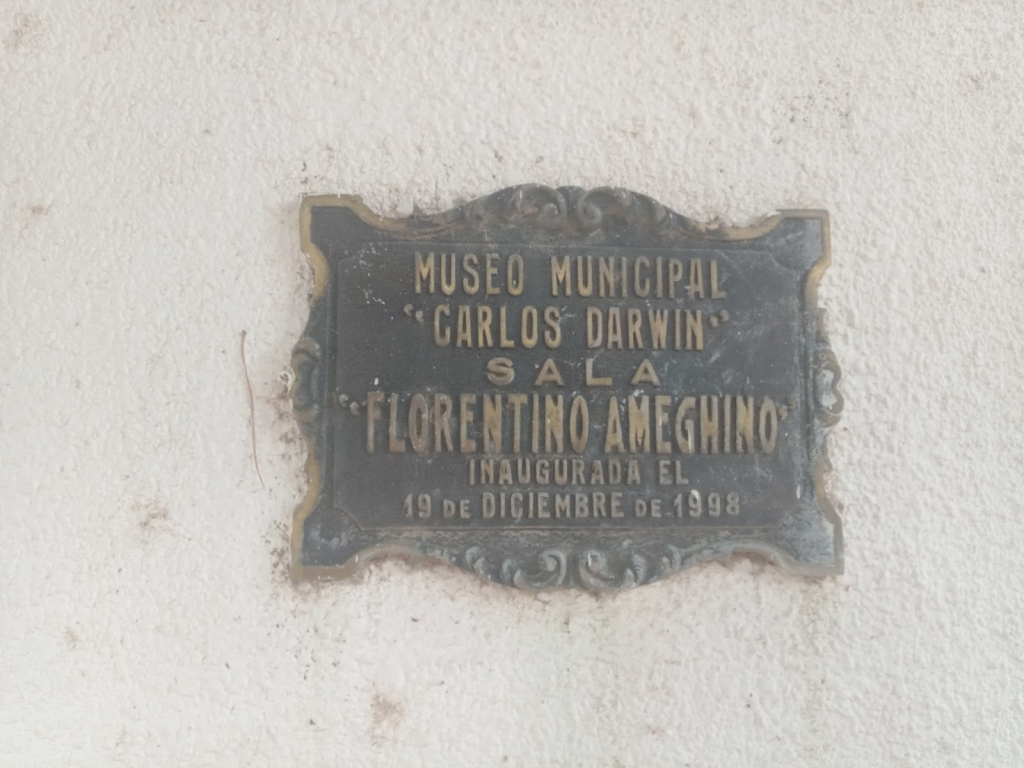 MUSEO MUNICIPAL
"CARLOS DARWIN"
SALA
"FLORENTINO AMEGHINO"
INAUGURADA EL
19 DE DICIEMBRE DE 1998